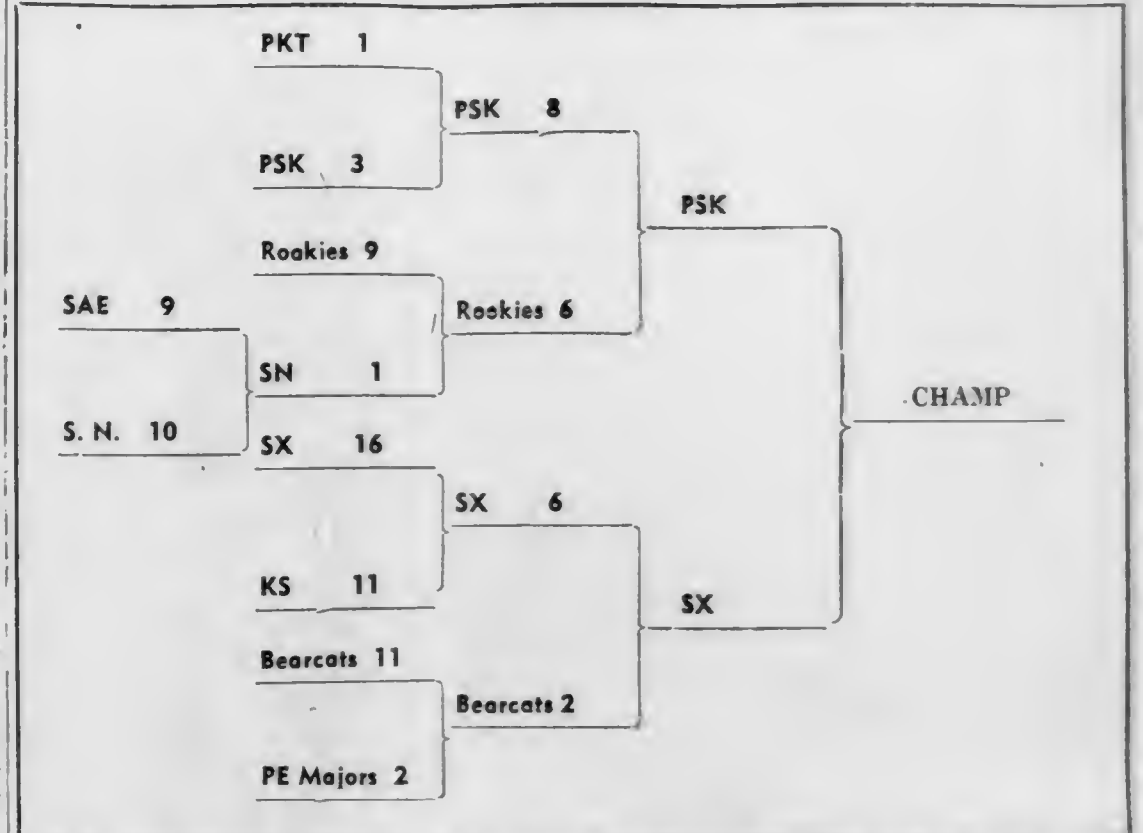 PKT 1
PSK 8
PSK 3
PSK
Rookies 9
SAE 9
Rookies 6
SN 1
CHAMP
S. N. 10
SX 16
SX 6
KS 11
SX
Bearcats 11
Bearcats 2
PE Majors 2